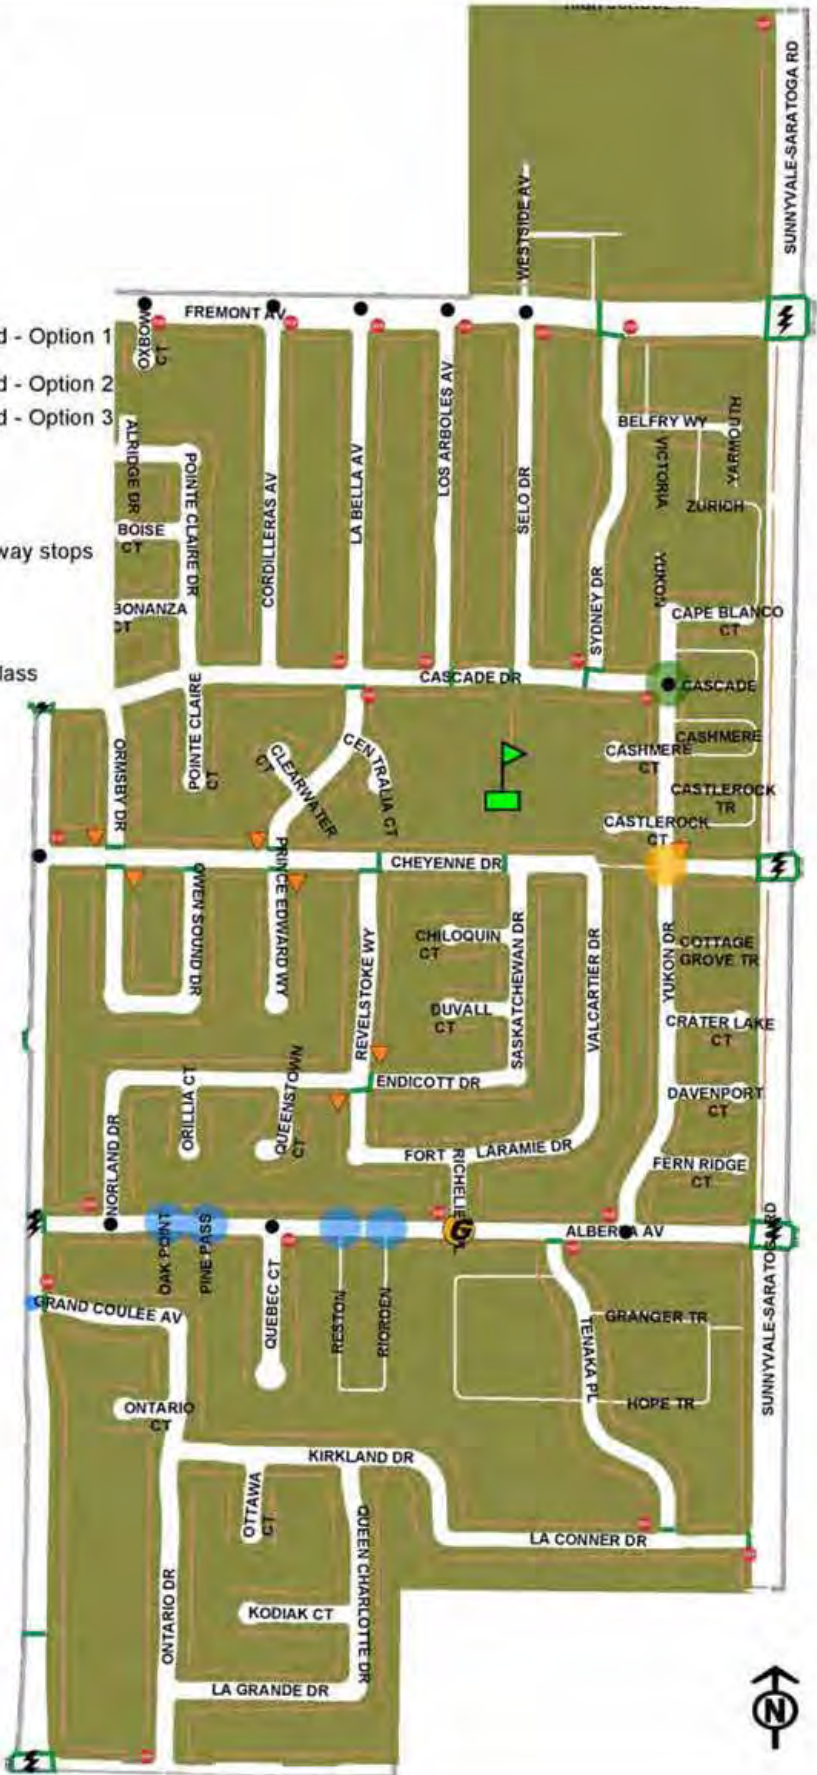 SUNNYVALE-SARATOGA RD
WESTSIDE AV
FREMONT AV
OXBOW
CT
d - Option 1
d - Option 2
d - Option 3
ALRIDGE DR
POINTE CLAIRE DR
CORDILLERAS AV
LA BELLA AV
LOS ARBOLES AV
SELO DR
BELFRY WY
YARMOUTH
VICTORIA
ZURICH
BOISE
CT
way stops
SYDNEY DR
YUKON
BONANZA
CT
CAPE BLANCO
CT
lass
CASCADE DR
CASCADE
POINTE CLAIRE
CT
ORMSBY DR
CLEARWATER
CT
CEN TRALIA CT
CASHMERE
CASHMERE
CT
CASTLEROCK
TR
CASTLEROCK
CT
CHEYENNE DR
OWEN SOUND DR
PRINCE EDWARD WY
REVELSTOKE WY
CHILOQUIN
CT
SASKATCHEWAN DR
VALCARTIER DR
YUKON DR
COTTAGE
GROVE TR
DUVALL
CT
CRATER LAKE
CT
ENDICOTT DR
DAVENPORT
CT
NORLAND DR
ORILLIA CT
QUEENSTOWN
CT
FORT LARAMIE DR
FERN RIDGE
CT
G
ALBERTA AV
OAK POINT
PINE PASS
QUEBEC CT
RESTON
RIORDEN
SUNNYVALE-SARATOGA RD
GRAND COULEE AV
TENAKA PL
GRANGER TR
HOPE TR
ONTARIO
CT
KIRKLAND DR
OTTAWA
CT
QUEEN CHARLOTTE DR
LA CONNER DR
ONTARIO DR
KODIAK CT
LA GRANDE DR
N